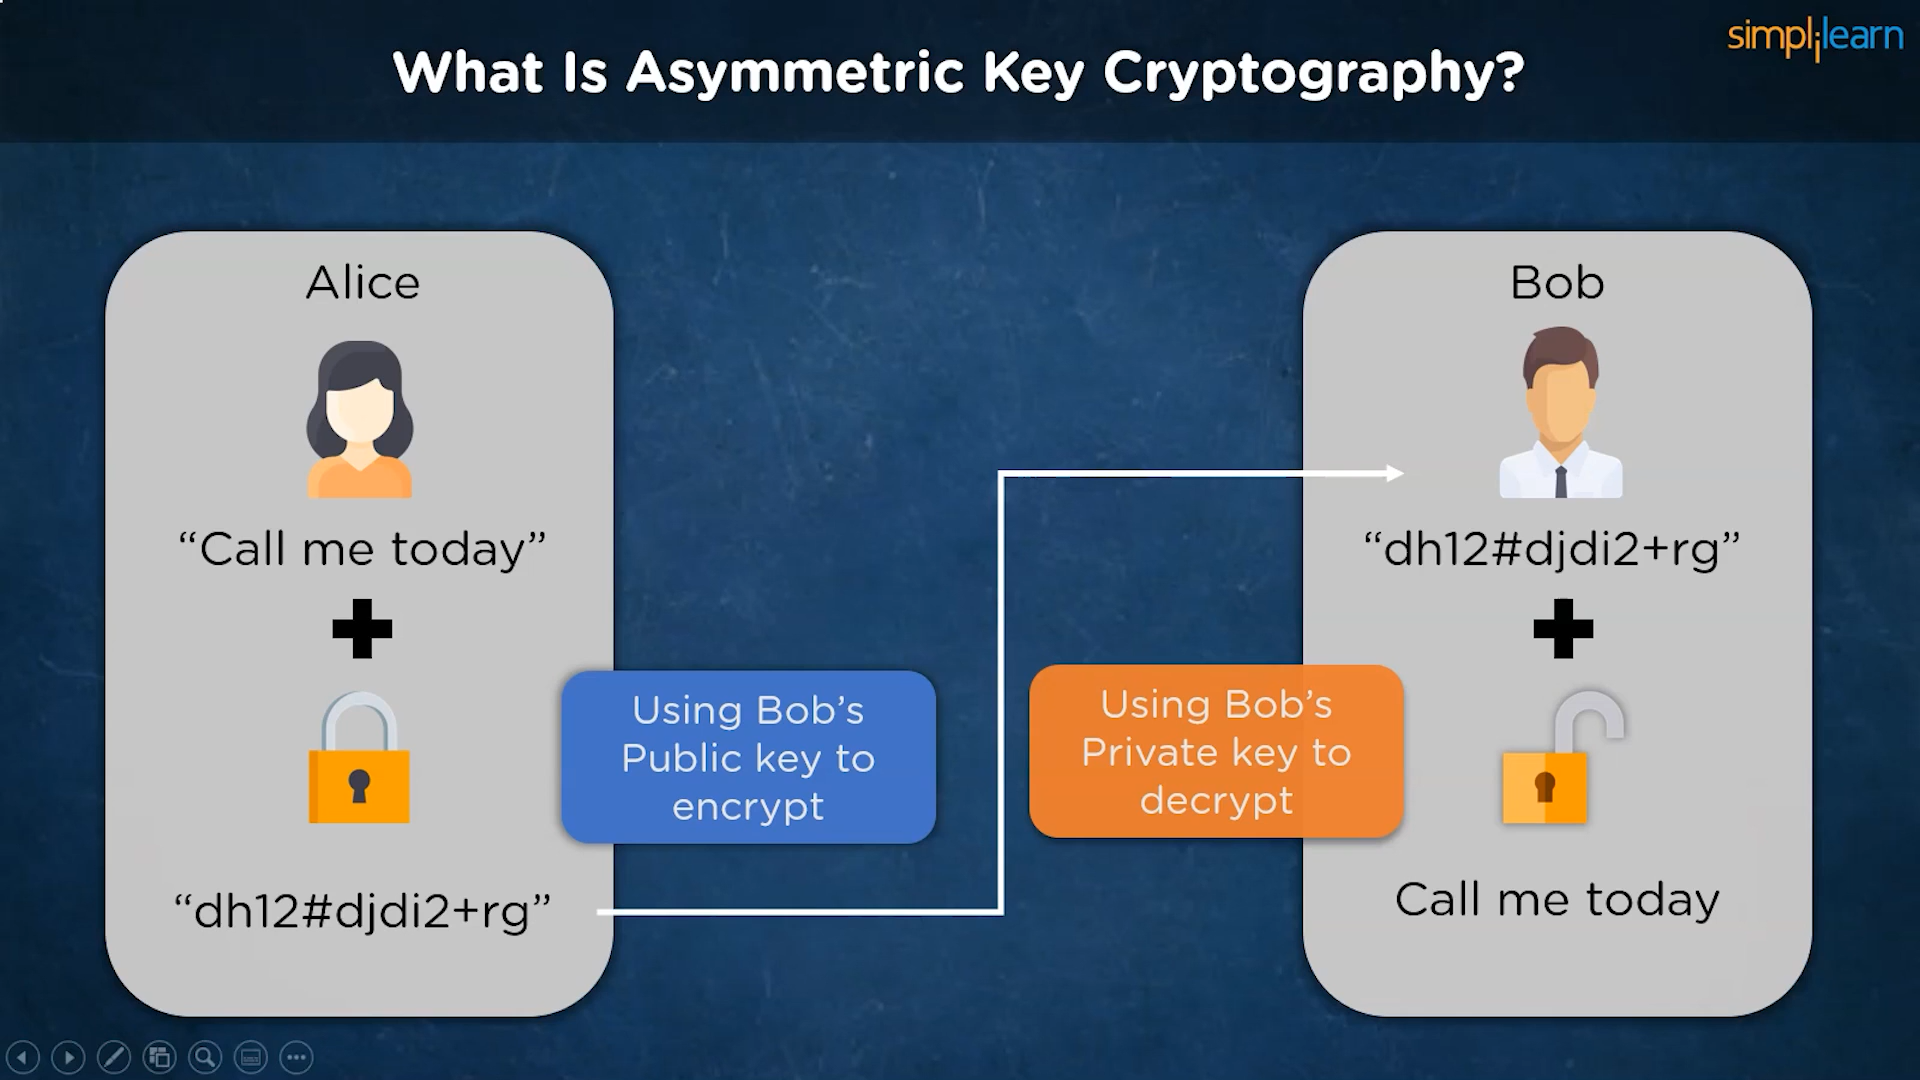 simplilearn
What Is Asymmetric Key Cryptography?
Alice
“Call me today”
Using Bob’s
Public key to
encrypt
“dh12#djdi2+rg”
Bob
“dh12#djdi2+rg”
Using Bob’s
Private key to
decrypt
Call me today